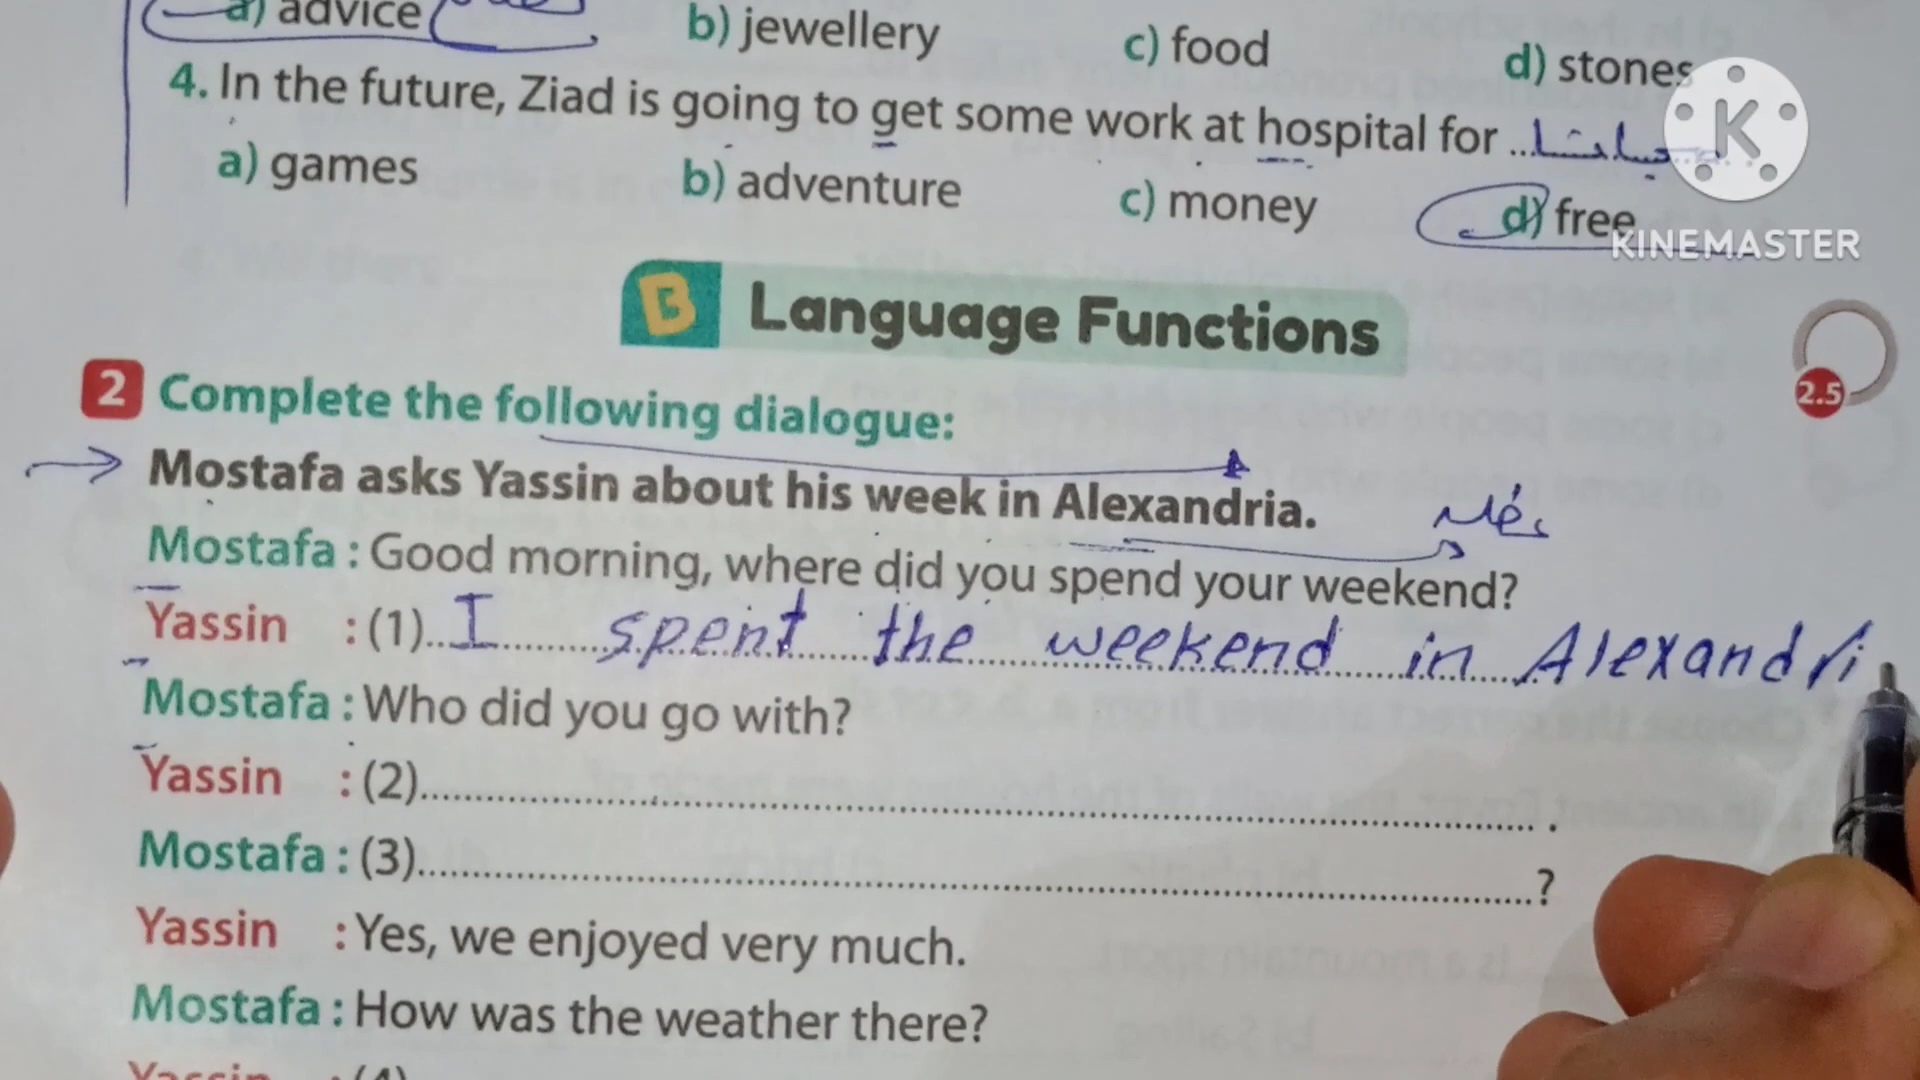 a) advice b) jewellery c) food d) stones
4. In the future, Ziad is going to get some work at hospital for ... مجاناً
a) games b) adventure c) money d) free
K
KINEMASTER
B Language Functions
2.5
2 Complete the following dialogue:
Mostafa asks Yassin about his week in Alexandria.
Mostafa : Good morning, where did you spend your weekend?
Yassin : (1) I spent the weekend in Alexandri
Mostafa : Who did you go with?
Yassin : (2) .
Mostafa : (3) ?
Yassin : Yes, we enjoyed very much.
Mostafa : How was the weather there?
Yassin : (4)